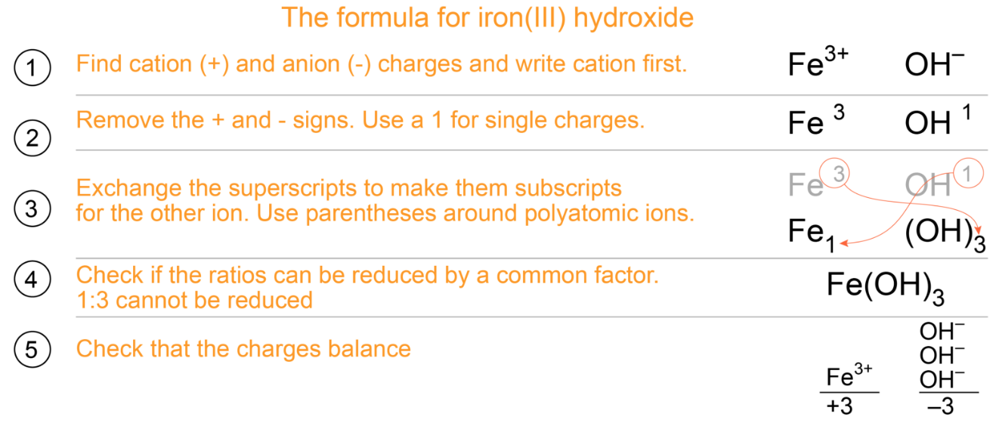 The formula for iron(III) hydroxide
1 Find cation (+) and anion (-) charges and write cation first. Fe³⁺ OH⁻
2 Remove the + and - signs. Use a 1 for single charges. Fe ³ OH ¹
Fe ³ OH ¹
3 Exchange the superscripts to make them subscripts
for the other ion. Use parentheses around polyatomic ions.
Fe₁ (OH)₃
4 Check if the ratios can be reduced by a common factor.
1:3 cannot be reduced
Fe(OH)₃
5 Check that the charges balance
OH⁻
OH⁻
Fe³⁺ OH⁻
+3 –3